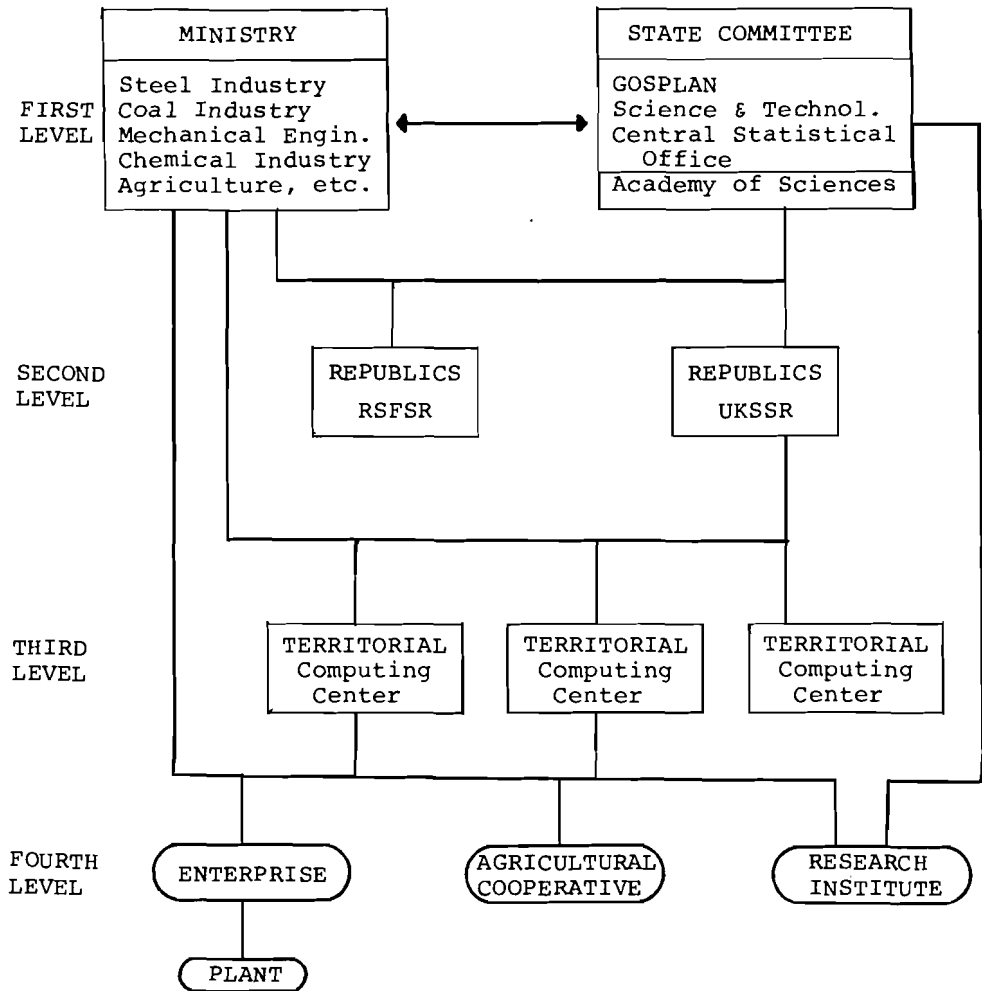 MINISTRY
Steel Industry
Coal Industry
Mechanical Engin.
Chemical Industry
Agriculture, etc.
STATE COMMITTEE
GOSPLAN
Science & Technol.
Central Statistical
Office
Academy of Sciences
FIRST
LEVEL
SECOND
LEVEL
REPUBLICS
RSFSR
REPUBLICS
UKSSR
THIRD
LEVEL
TERRITORIAL
Computing
Center
TERRITORIAL
Computing
Center
TERRITORIAL
Computing
Center
FOURTH
LEVEL
ENTERPRISE
AGRICULTURAL
COOPERATIVE
RESEARCH
INSTITUTE
PLANT